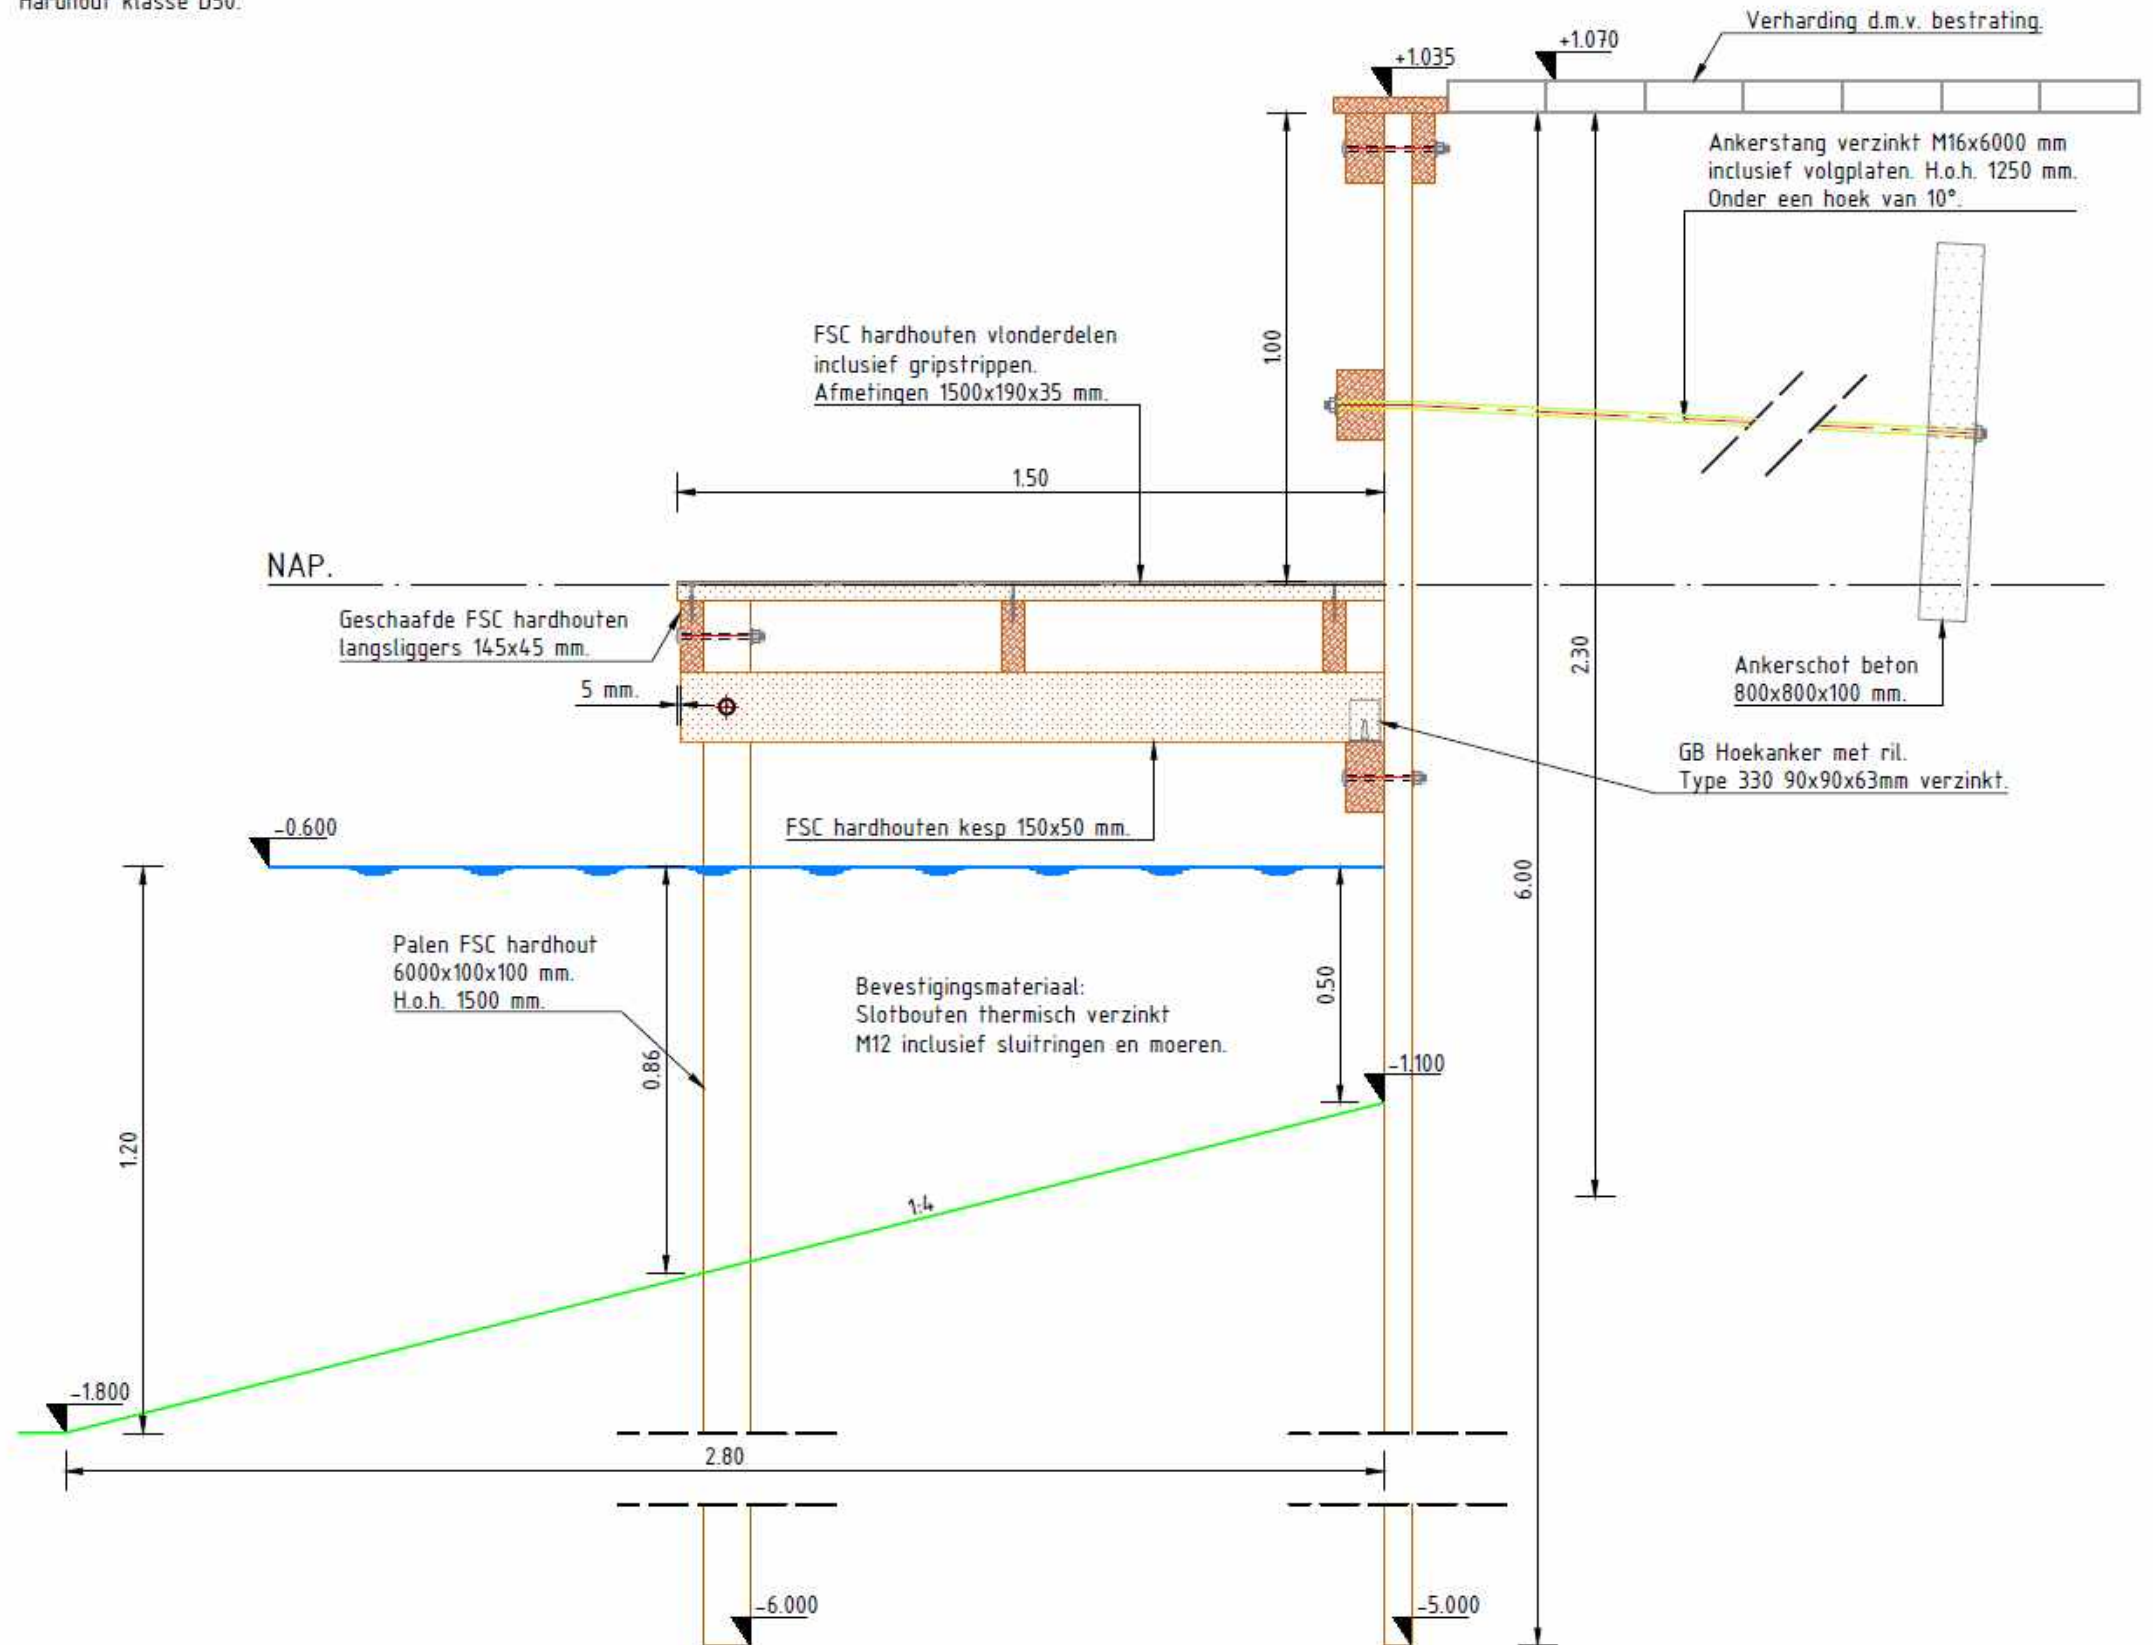 Hardhout klasse D50.
Verharding d.m.v. bestrating.
+1.070
+1.035
Ankerstang verzinkt M16x6000 mm
inclusief volgplaten. H.o.h. 1250 mm.
Onder een hoek van 10°.
1.00
FSC hardhouten vlonderdelen
inclusief gripstrippen.
Afmetingen 1500x190x35 mm.
1.50
NAP.
Geschaafde FSC hardhouten
langsliggers 145x45 mm.
2.30
Ankerschot beton
800x800x100 mm.
5 mm.
GB Hoekanker met ril.
Type 330 90x90x63mm verzinkt.
FSC hardhouten kesp 150x50 mm.
-0.600
6.00
Palen FSC hardhout
6000x100x100 mm.
H.o.h. 1500 mm.
Bevestigingsmateriaal:
Slotbouten thermisch verzinkt
M12 inclusief sluitringen en moeren.
0.50
0.86
-1.100
1.20
1:4
-1.800
2.80
-6.000
-5.000